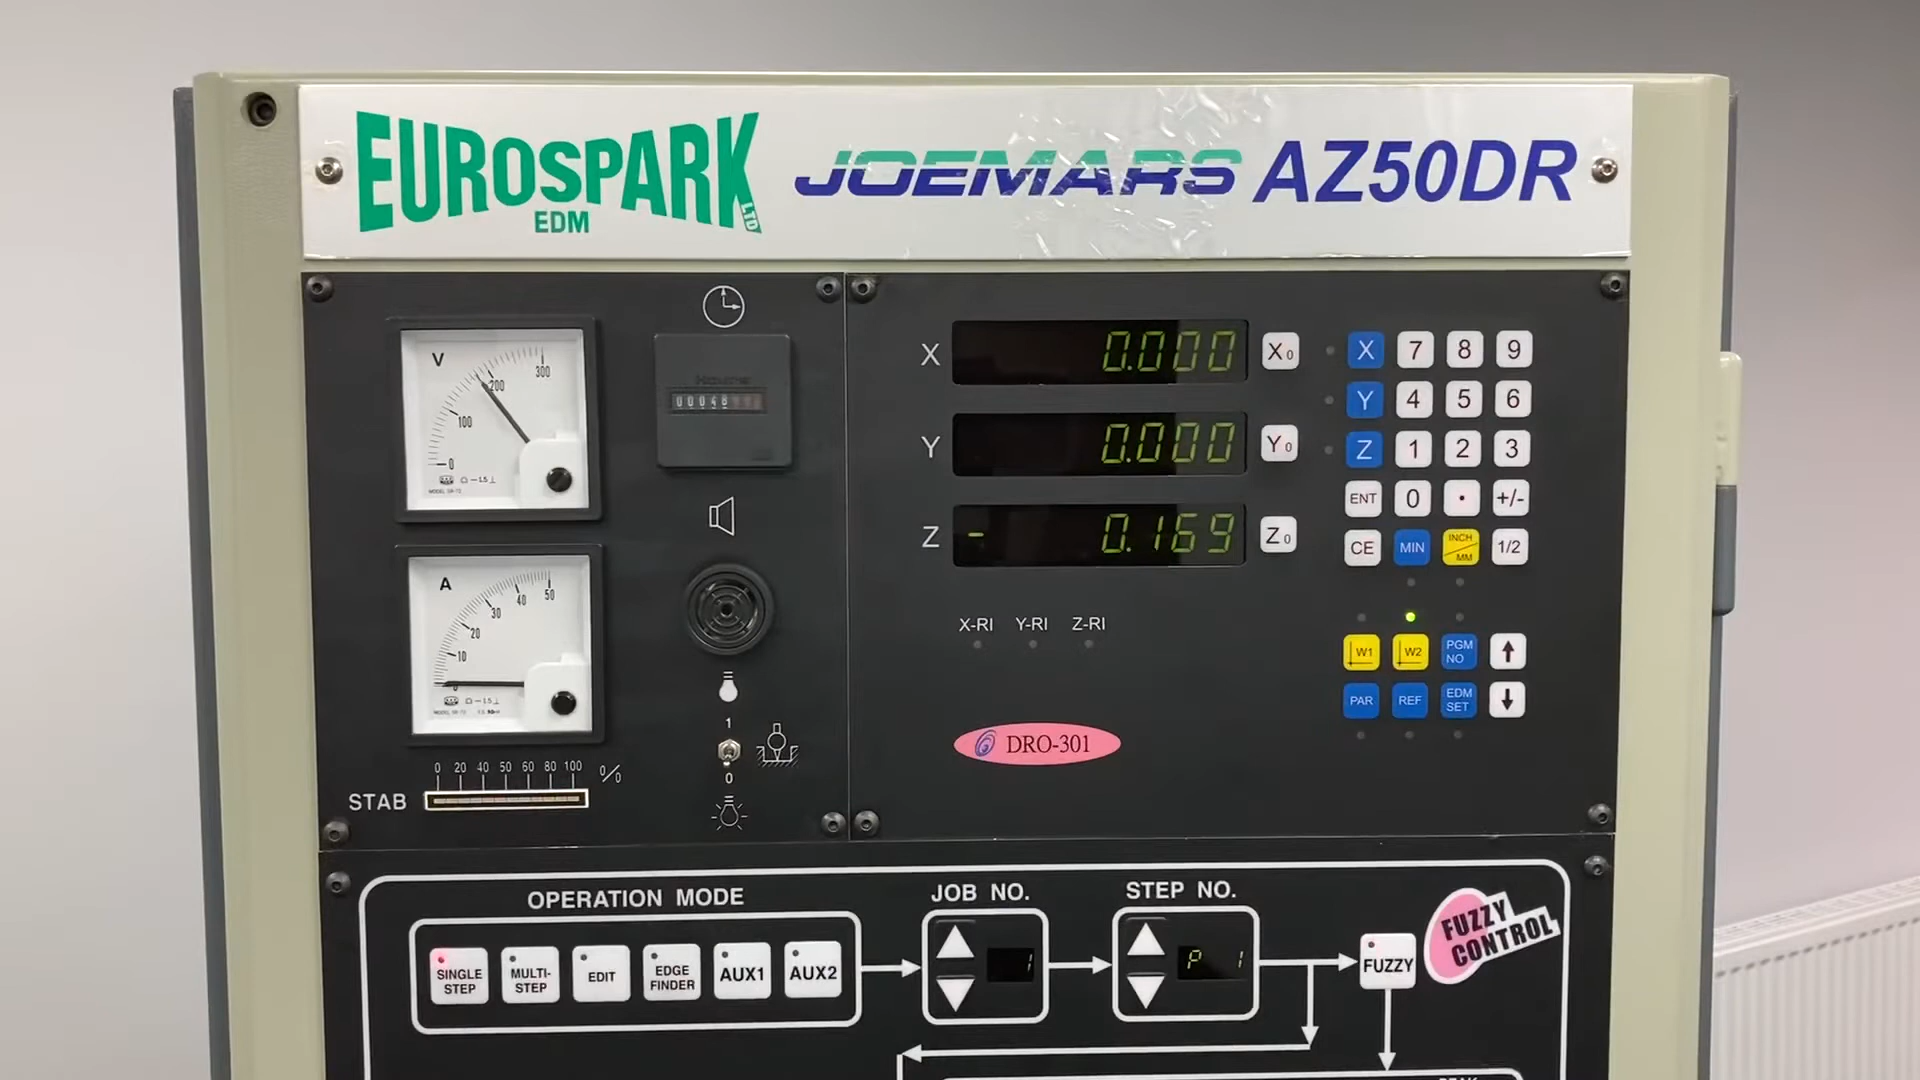 EUROSPARK LTD
EDM
JOEMARS AZ50DR
V
0 100 200 300
A
0 10 20 30 40 50
STAB
0 20 40 50 60 80 100 %
1
0
X 0.000 X0
Y 0.000 Y0
Z - 0.169 Z0
X-RI Y-RI Z-RI
DRO-301
X 7 8 9
Y 4 5 6
Z 1 2 3
ENT 0 . +/-
CE MIN INCH/MM 1/2
W1 W2 PGM NO
PAR REF EDM SET
OPERATION MODE
SINGLE STEP
MULTI-STEP
EDIT
EDGE FINDER
AUX1
AUX2
JOB NO.
1
STEP NO.
P 1
FUZZY
FUZZY CONTROL